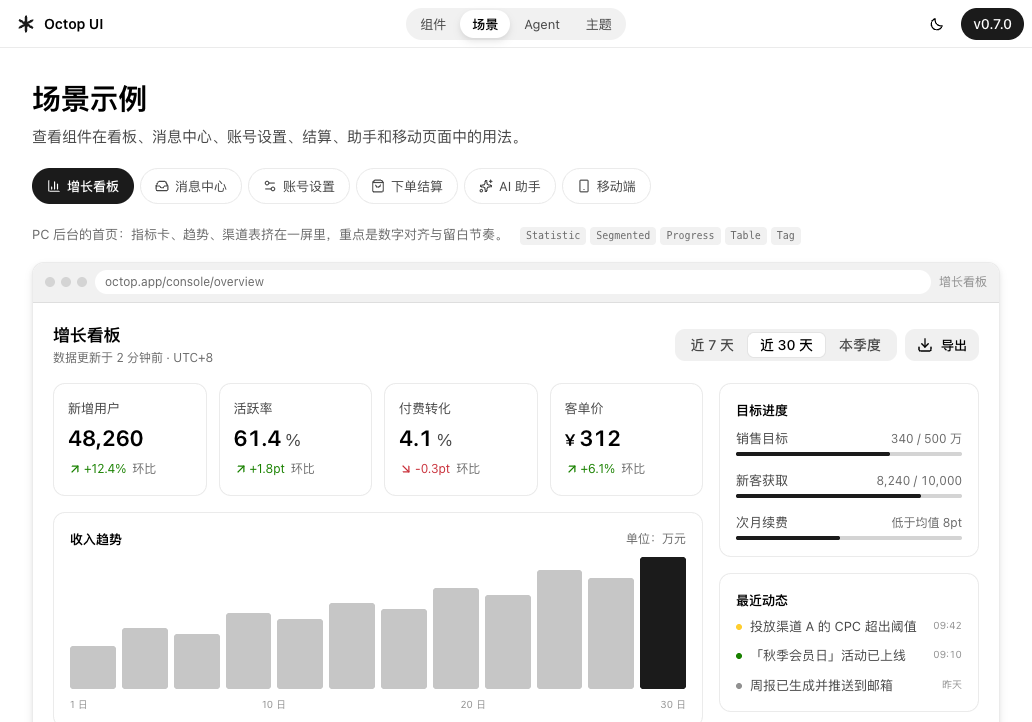 Octop UI
组件 场景 Agent 主题
v0.7.0
场景示例
查看组件在看板、消息中心、账号设置、结算、助手和移动页面中的用法。
增长看板 消息中心 账号设置 下单结算 AI 助手 移动端
PC 后台的首页：指标卡、趋势、渠道表挤在一屏里，重点是数字对齐与留白节奏。 Statistic Segmented Progress Table Tag
octop.app/console/overview 增长看板
增长看板
数据更新于 2 分钟前 · UTC+8
近 7 天 近 30 天 本季度 导出
新增用户
48,260
+12.4% 环比
活跃率
61.4 %
+1.8pt 环比
付费转化
4.1 %
-0.3pt 环比
客单价
¥ 312
+6.1% 环比
目标进度
销售目标 340 / 500 万
新客获取 8,240 / 10,000
次月续费 低于均值 8pt
收入趋势 单位：万元
1 日 10 日 20 日 30 日
最近动态
投放渠道 A 的 CPC 超出阈值 09:42
「秋季会员日」活动已上线 09:10
周报已生成并推送到邮箱 昨天